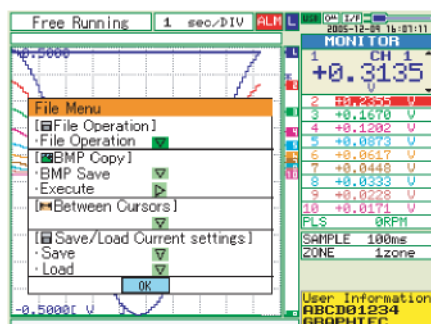 Free Running 1 sec/DIV ALM L USB I/F
2005-12-09 16:01:11
MONITOR
1 CH 1
+0.3135
V
+0.5000
2 +0.2355 V
3 +0.1670 V
4 +0.1202 V
5 +0.0873 V
6 +0.0617 V
7 +0.0448 V
8 +0.0333 V
9 +0.0228 V
10 +0.0171 V
PLS 0RPM
SAMPLE 100ms
ZONE 1zone
File Menu
[File Operation]
·File Operation
[BMP Copy]
·BMP Save
·Execute
[Between Cursors]
[Save/Load Current settings]
·Save
·Load
OK
-0.5000[ V ]
User Information
ABCD01234
GRAPHTEC